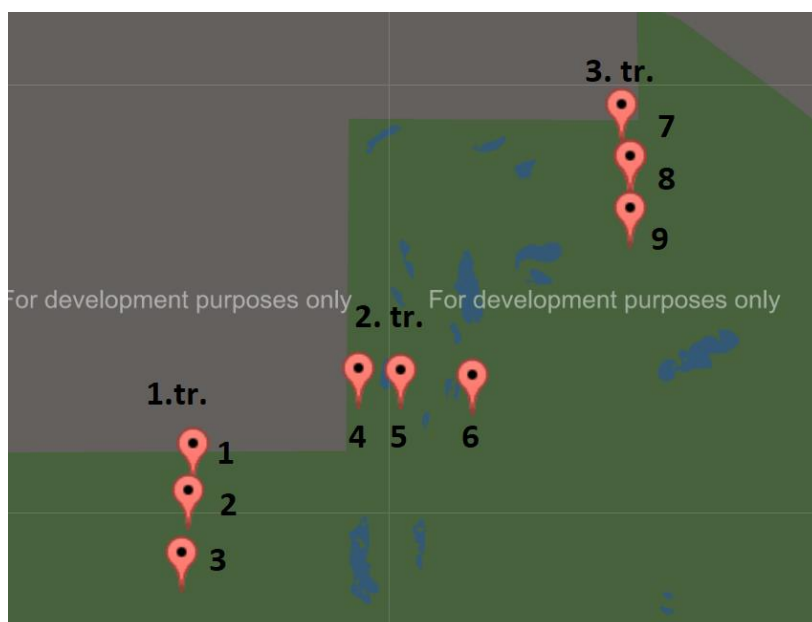 3. tr.
7
8
9
For development purposes only
For development purposes only
2. tr.
1.tr.
4
5
6
1
2
3